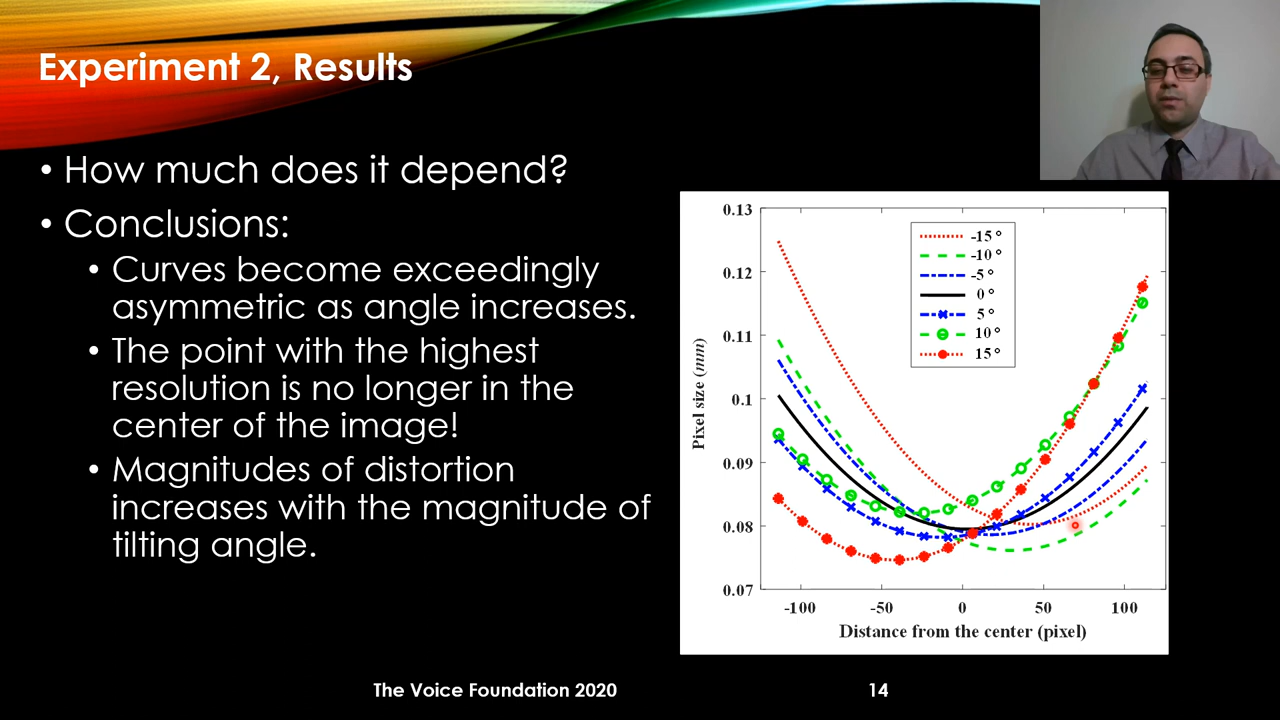 Experiment 2, Results
• How much does it depend?
• Conclusions:
• Curves become exceedingly
asymmetric as angle increases.
• The point with the highest
resolution is no longer in the
center of the image!
• Magnitudes of distortion
increases with the magnitude of
tilting angle.
0.13
0.12
0.11
0.1
0.09
0.08
0.07
Pixel size (mm)
-15 °
-10 °
-5 °
0 °
5 °
10 °
15 °
-100 -50 0 50 100
Distance from the center (pixel)
The Voice Foundation 2020 14